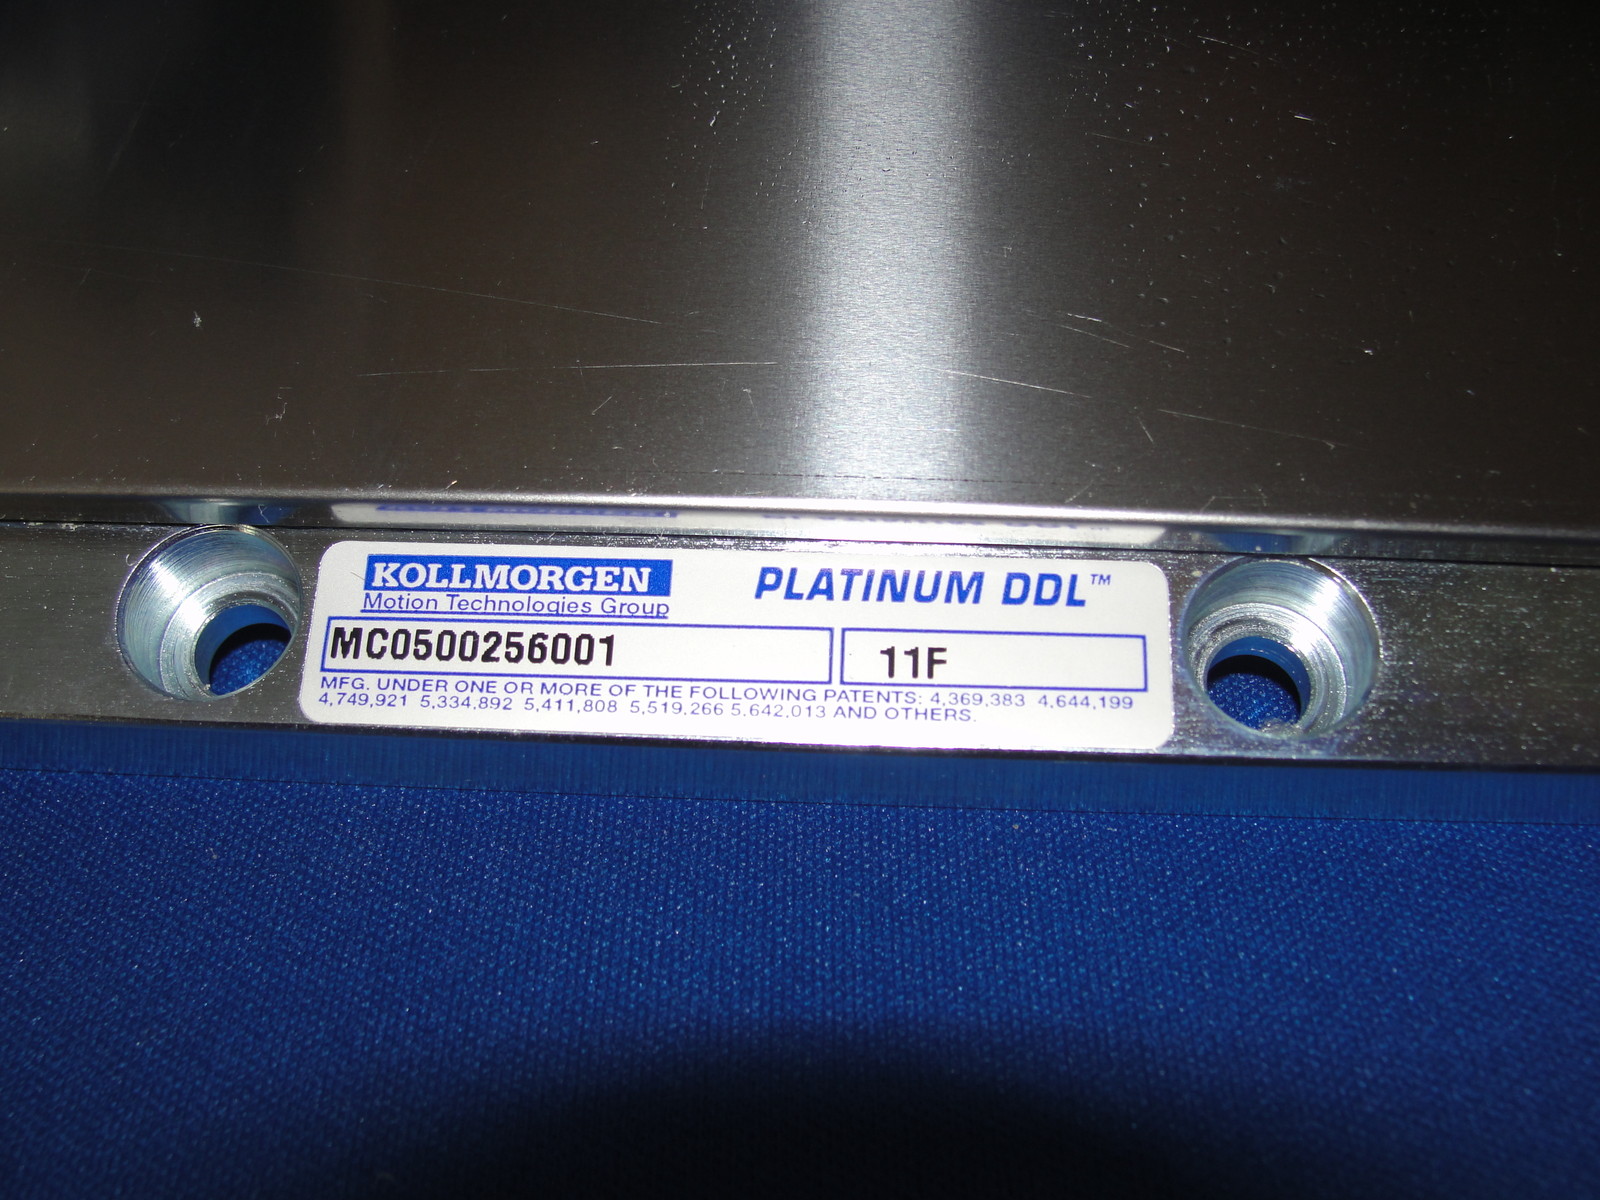 KOLLMORGEN
Motion Technologies Group
PLATINUM DDL™
MC0500256001
11F
MFG. UNDER ONE OR MORE OF THE FOLLOWING PATENTS: 4,369,383 4,644,199
4,749,921 5,334,892 5,411,808 5,519,266 5,642,013 AND OTHERS.